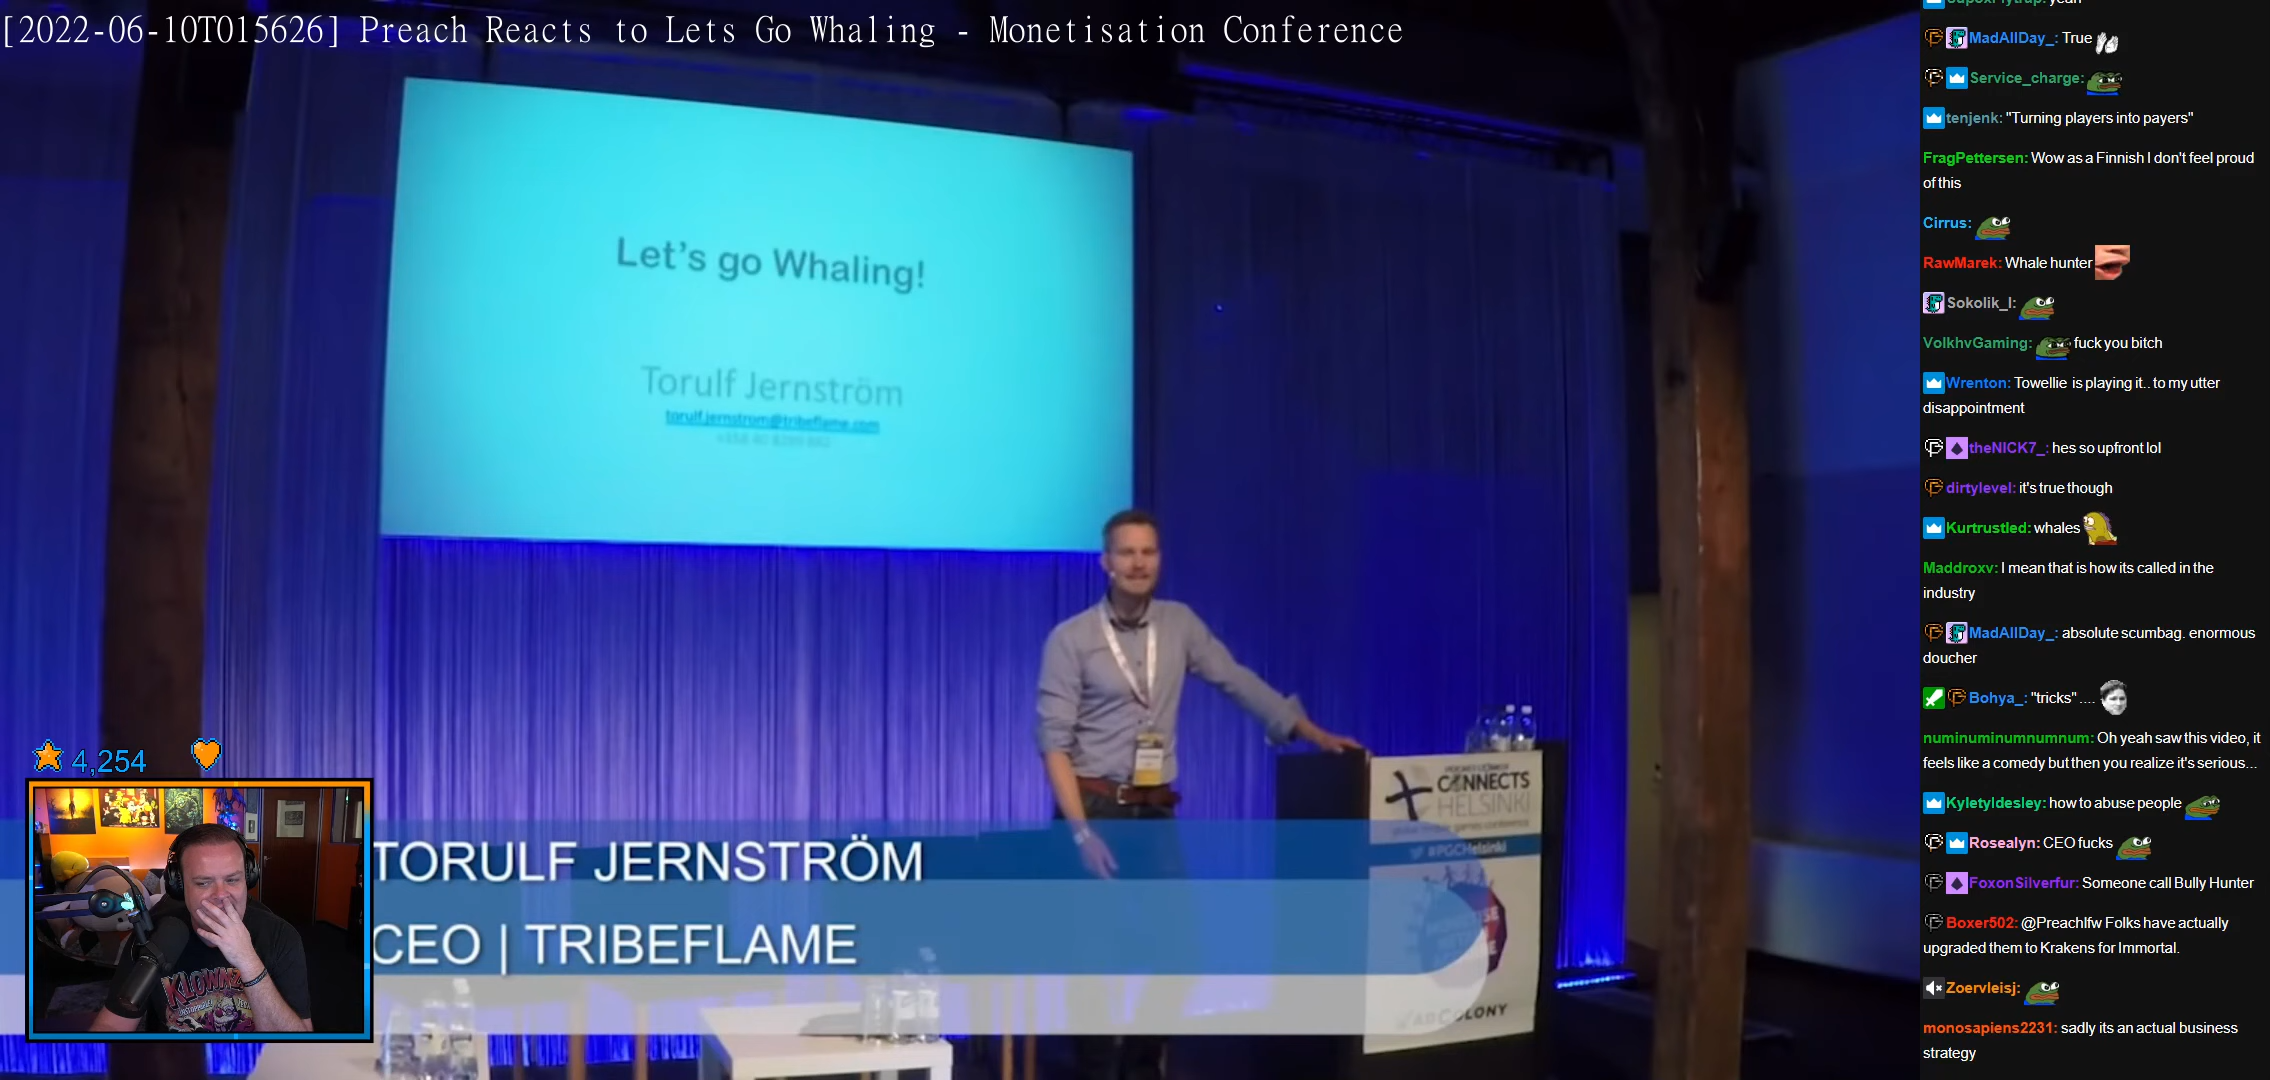 [2022-06-10T015626] Preach Reacts to Lets Go Whaling - Monetisation Conference
Let's go Whaling!
Torulf Jernström
torulf.jernstrom@tribeflame.com
CONNECTS
HELSINKI
#PGCHelsinki
ADCOLONY
4,254
KLOWNZ
TORULF JERNSTRÖM
CEO | TRIBEFLAME
MadAllDay_: True
Service_charge:
tenjenk: "Turning players into payers"
FragPettersen: Wow as a Finnish I don't feel proud
of this
Cirrus:
RawMarek: Whale hunter
Sokolik_I:
VolkhvGaming: fuck you bitch
Wrenton: Towellie is playing it.. to my utter
disappointment
theNICK7_: hes so upfront lol
dirtylevel: it's true though
Kurtrustled: whales
Maddroxv: I mean that is how its called in the
industry
MadAllDay_: absolute scumbag. enormous
doucher
Bohya_: "tricks" ....
numinuminumnumnum: Oh yeah saw this video, it
feels like a comedy but then you realize it's serious...
Kyletyldesley: how to abuse people
Rosealyn: CEO fucks
FoxonSilverfur: Someone call Bully Hunter
Boxer502: @Preachlfw Folks have actually
upgraded them to Krakens for Immortal.
Zoervleisj:
monosapiens2231: sadly its an actual business
strategy